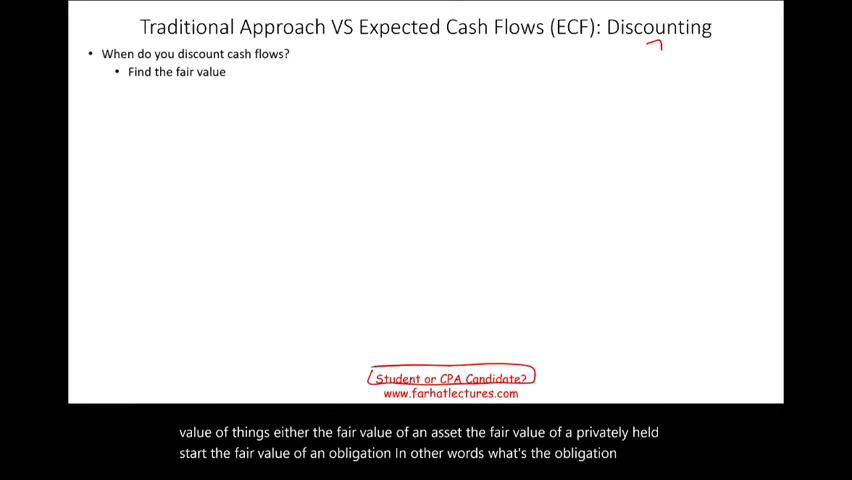 Traditional Approach VS Expected Cash Flows (ECF): Discounting
• When do you discount cash flows?
• Find the fair value
Student or CPA Candidate?
www.farhatlectures.com
value of things either the fair value of an asset the fair value of a privately held
start the fair value of an obligation In other words what's the obligation